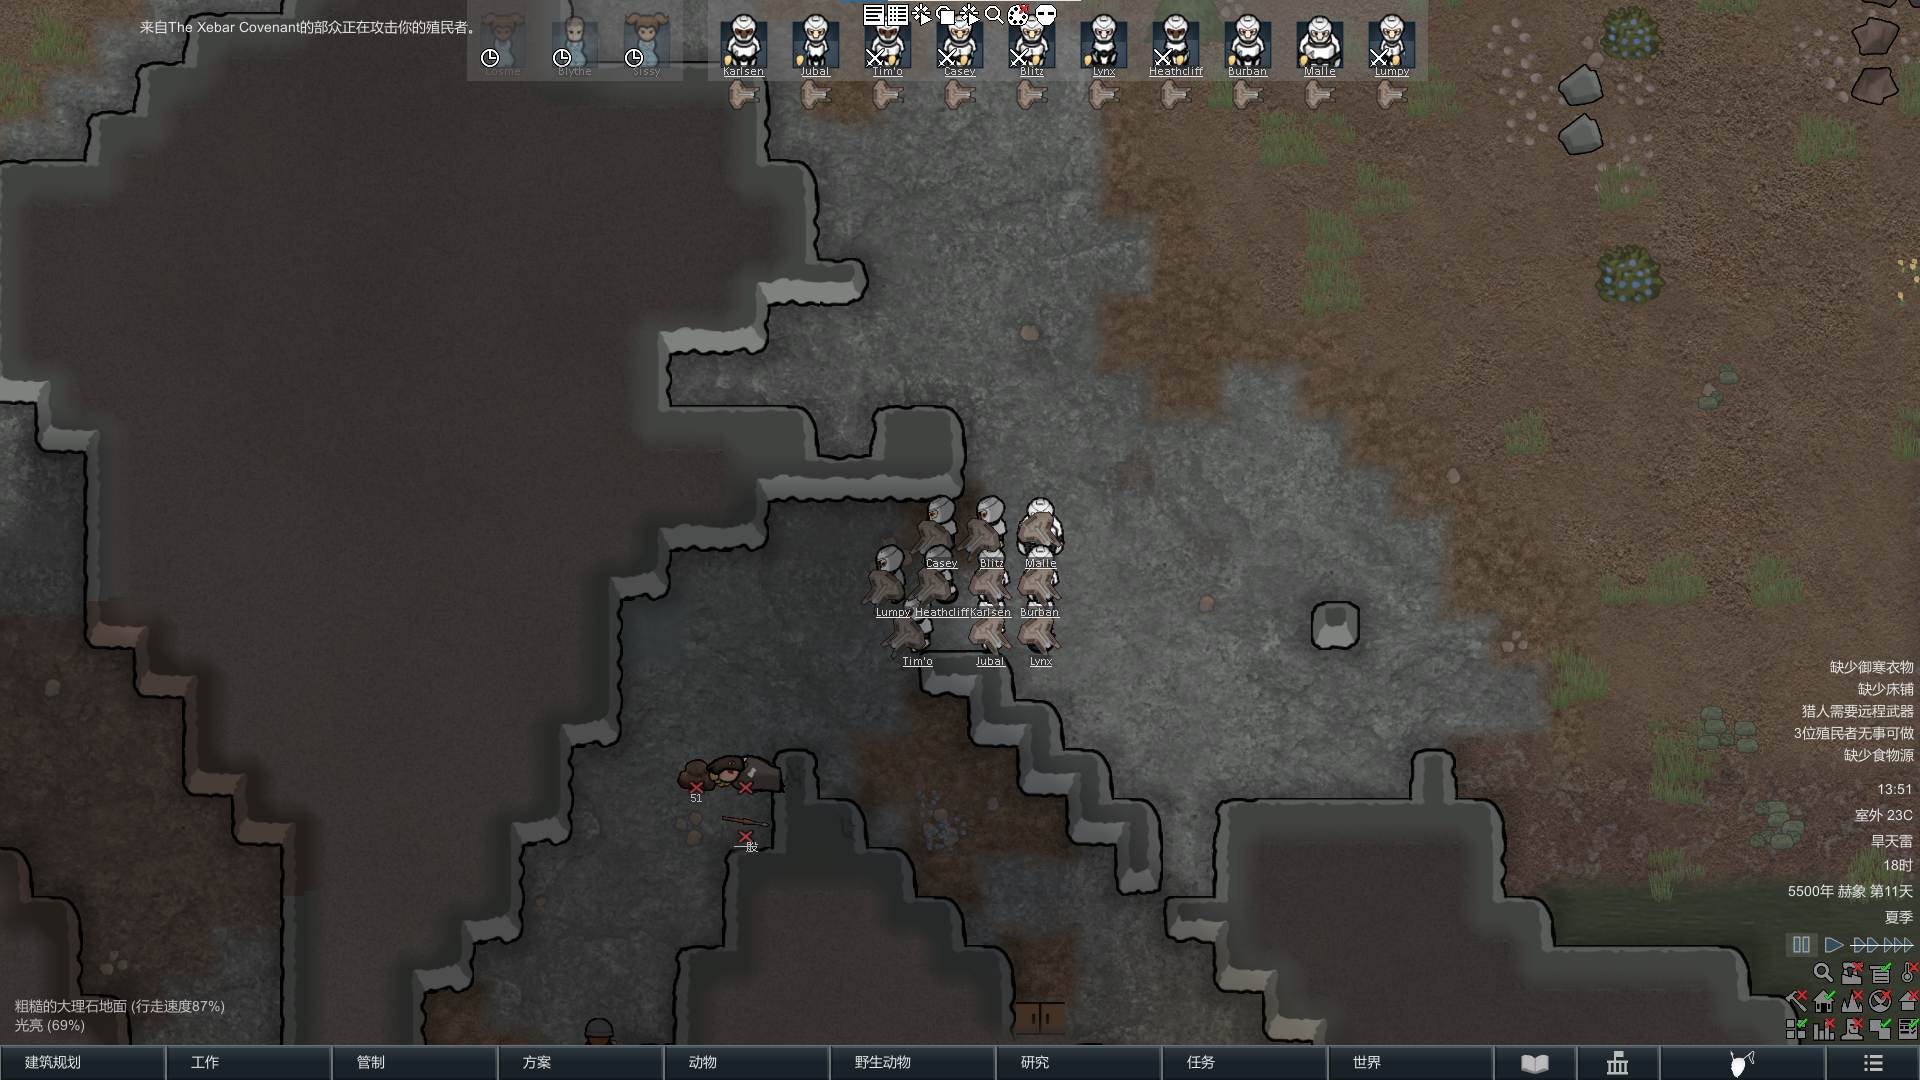 来自The Xebar Covenant的部众正在攻击你的殖民者。
Cosme Blythe Sissy Karlsen Jubal Tim'o Casey Blitz Lynx Heathcliff Burban Malle Lumpy
Casey Blitz Malle
Lumpy Heathcliff Karlsen Burban
Tim'o Jubal Lynx
51
一般
缺少御寒衣物
缺少床铺
猎人需要远程武器
3位殖民者无事可做
缺少食物源
13:51
室外 23C
旱天雷
18时
5500年 赫象 第11天
夏季
粗糙的大理石地面 (行走速度87%)
光亮 (69%)
建筑规划 工作 管制 方案 动物 野生动物 研究 任务 世界